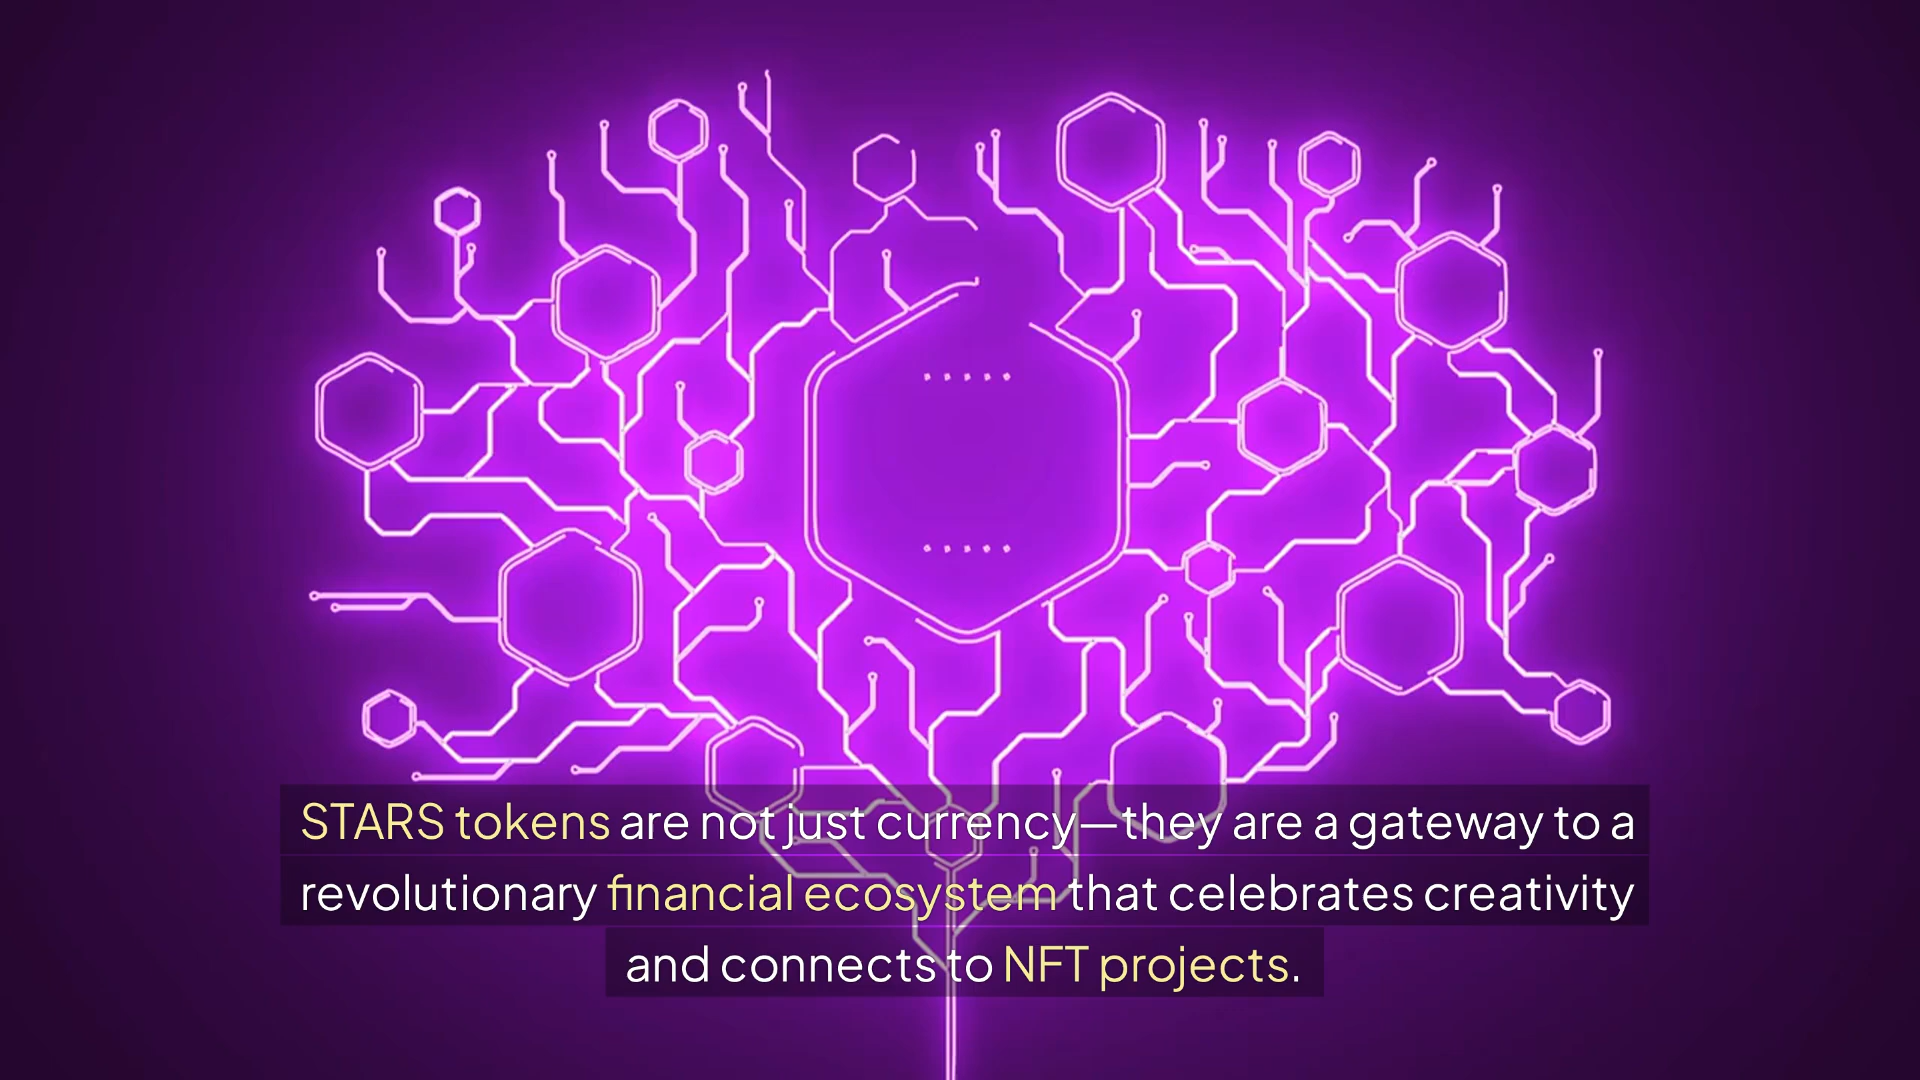 STARS tokens are not just currency—they are a gateway to a
revolutionary financial ecosystem that celebrates creativity
and connects to NFT projects.